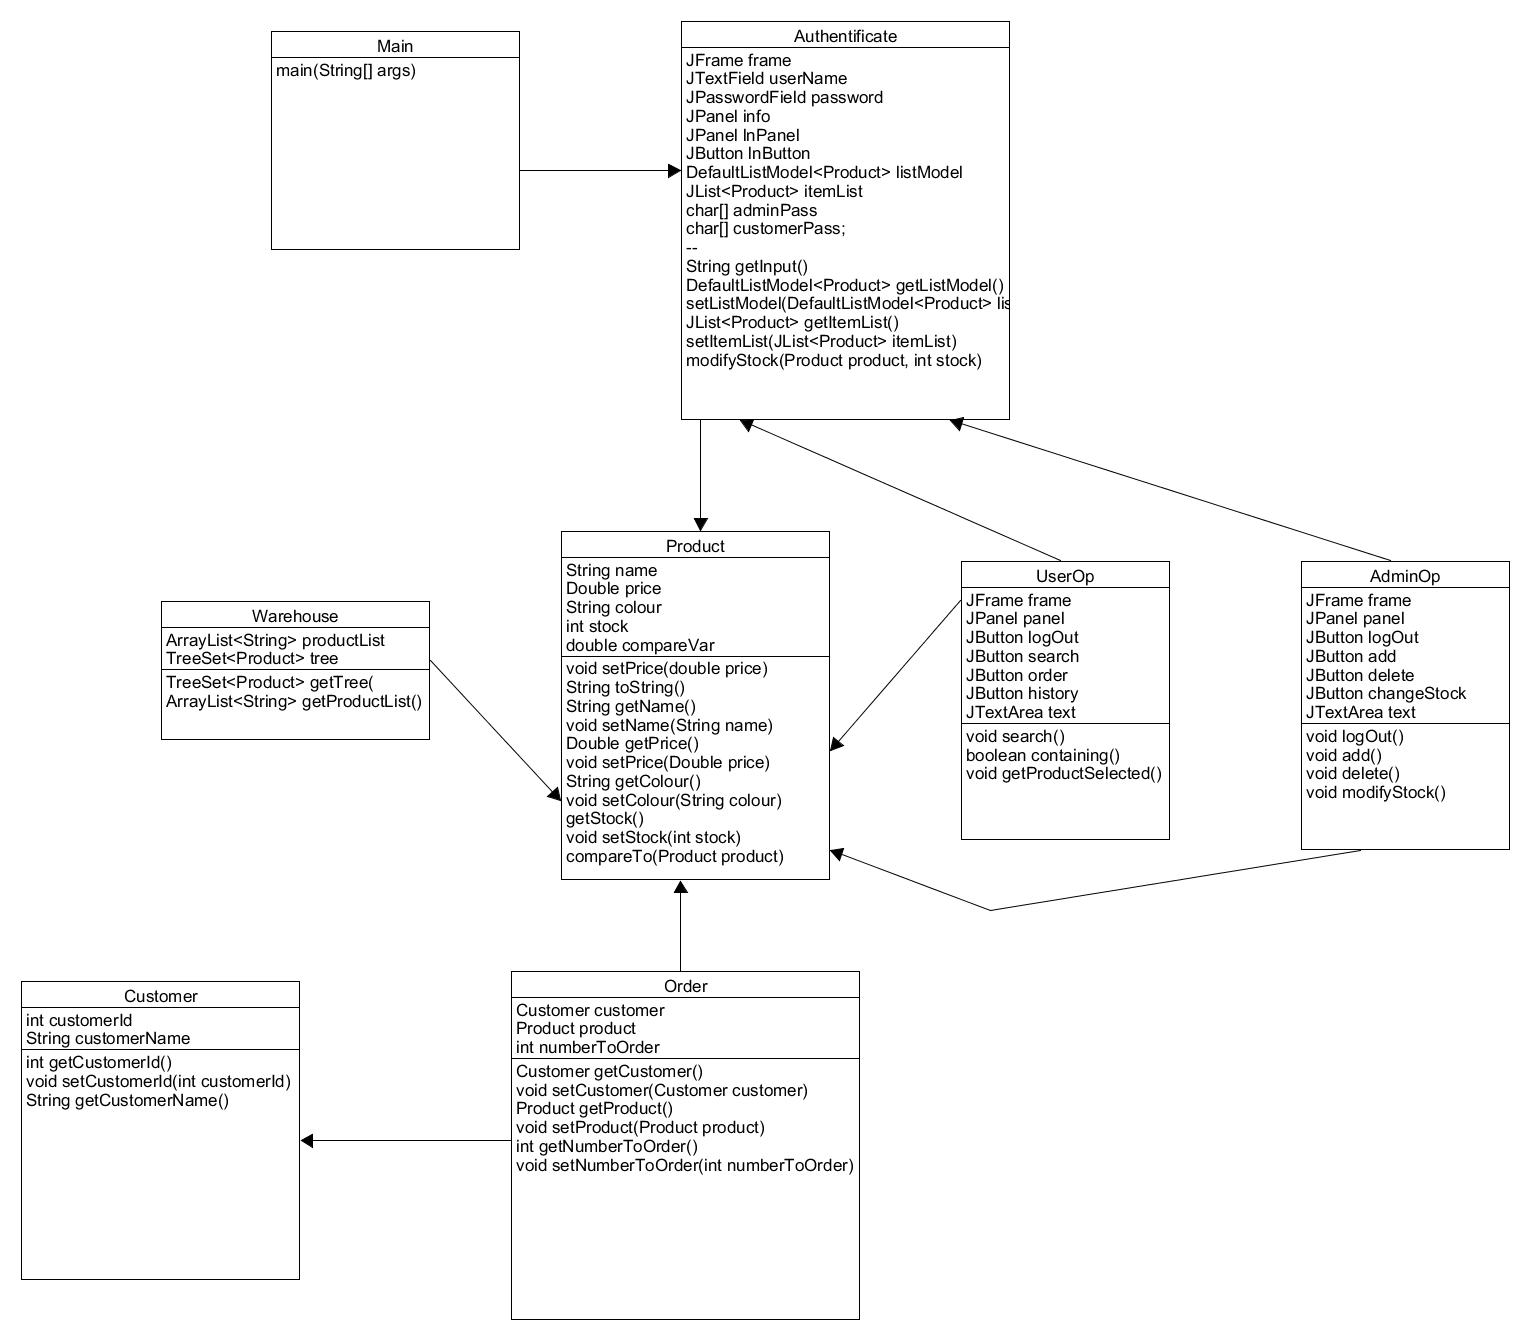 Main
main(String[] args)
Authentificate
JFrame frame
JTextField userName
JPasswordField password
JPanel info
JPanel lnPanel
JButton lnButton
DefaultListModel<Product> listModel
JList<Product> itemList
char[] adminPass
char[] customerPass;
--
String getInput()
DefaultListModel<Product> getListModel()
setListModel(DefaultListModel<Product> lis
JList<Product> getItemList()
setItemList(JList<Product> itemList)
modifyStock(Product product, int stock)
Product
String name
Double price
String colour
int stock
double compareVar
void setPrice(double price)
String toString()
String getName()
void setName(String name)
Double getPrice()
void setPrice(Double price)
String getColour()
void setColour(String colour)
getStock()
void setStock(int stock)
compareTo(Product product)
UserOp
JFrame frame
JPanel panel
JButton logOut
JButton search
JButton order
JButton history
JTextArea text
void search()
boolean containing()
void getProductSelected()
AdminOp
JFrame frame
JPanel panel
JButton logOut
JButton add
JButton delete
JButton changeStock
JTextArea text
void logOut()
void add()
void delete()
void modifyStock()
Warehouse
ArrayList<String> productList
TreeSet<Product> tree
TreeSet<Product> getTree(
ArrayList<String> getProductList()
Customer
int customerId
String customerName
int getCustomerId()
void setCustomerId(int customerId)
String getCustomerName()
Order
Customer customer
Product product
int numberToOrder
Customer getCustomer()
void setCustomer(Customer customer)
Product getProduct()
void setProduct(Product product)
int getNumberToOrder()
void setNumberToOrder(int numberToOrder)